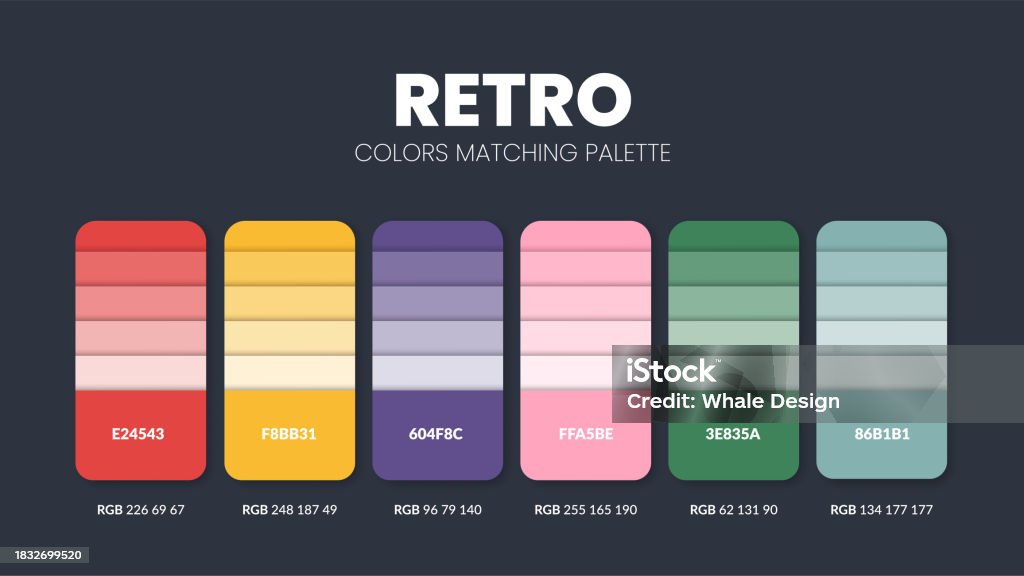 RETRO
COLORS MATCHING PALETTE
iStock™
Credit: Whale Design
E24543 F8BB31 604F8C FFA5BE 3E835A 86B1B1
RGB 226 69 67 RGB 248 187 49 RGB 96 79 140 RGB 255 165 190 RGB 62 131 90 RGB 134 177 177
1832699520